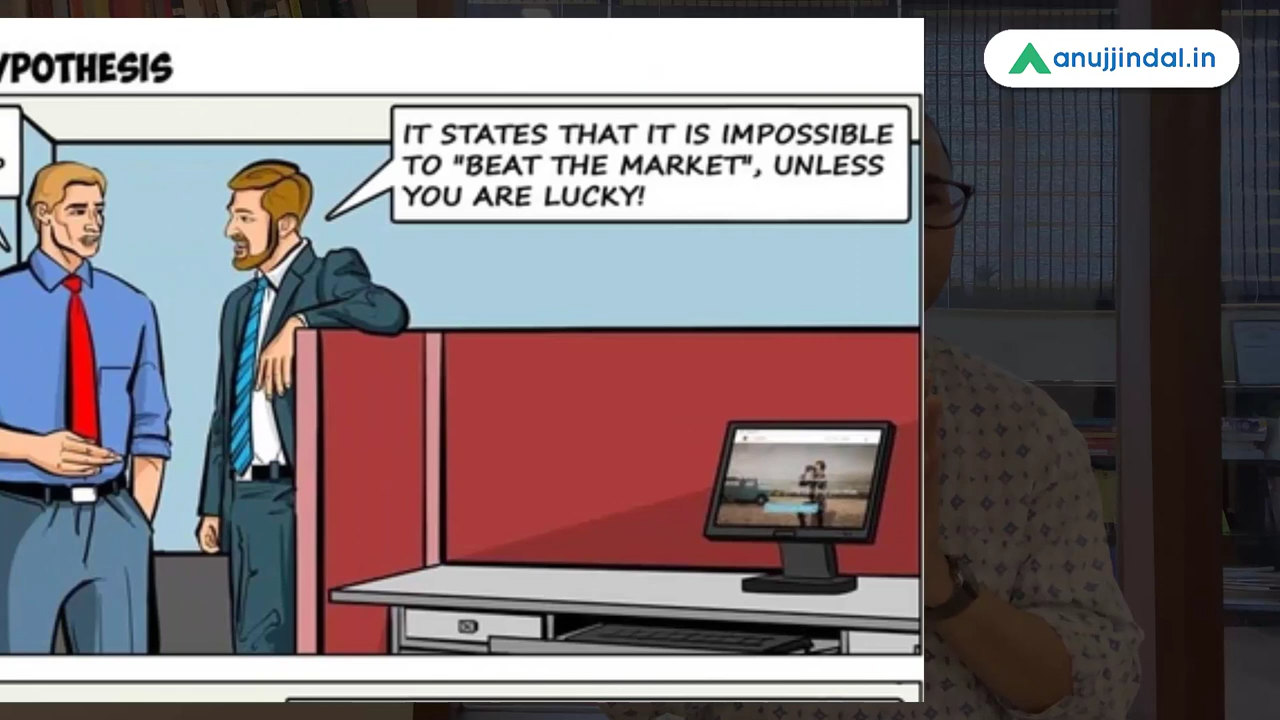 anujjindal.in
YPOTHESIS
IT STATES THAT IT IS IMPOSSIBLE
TO "BEAT THE MARKET", UNLESS
YOU ARE LUCKY!